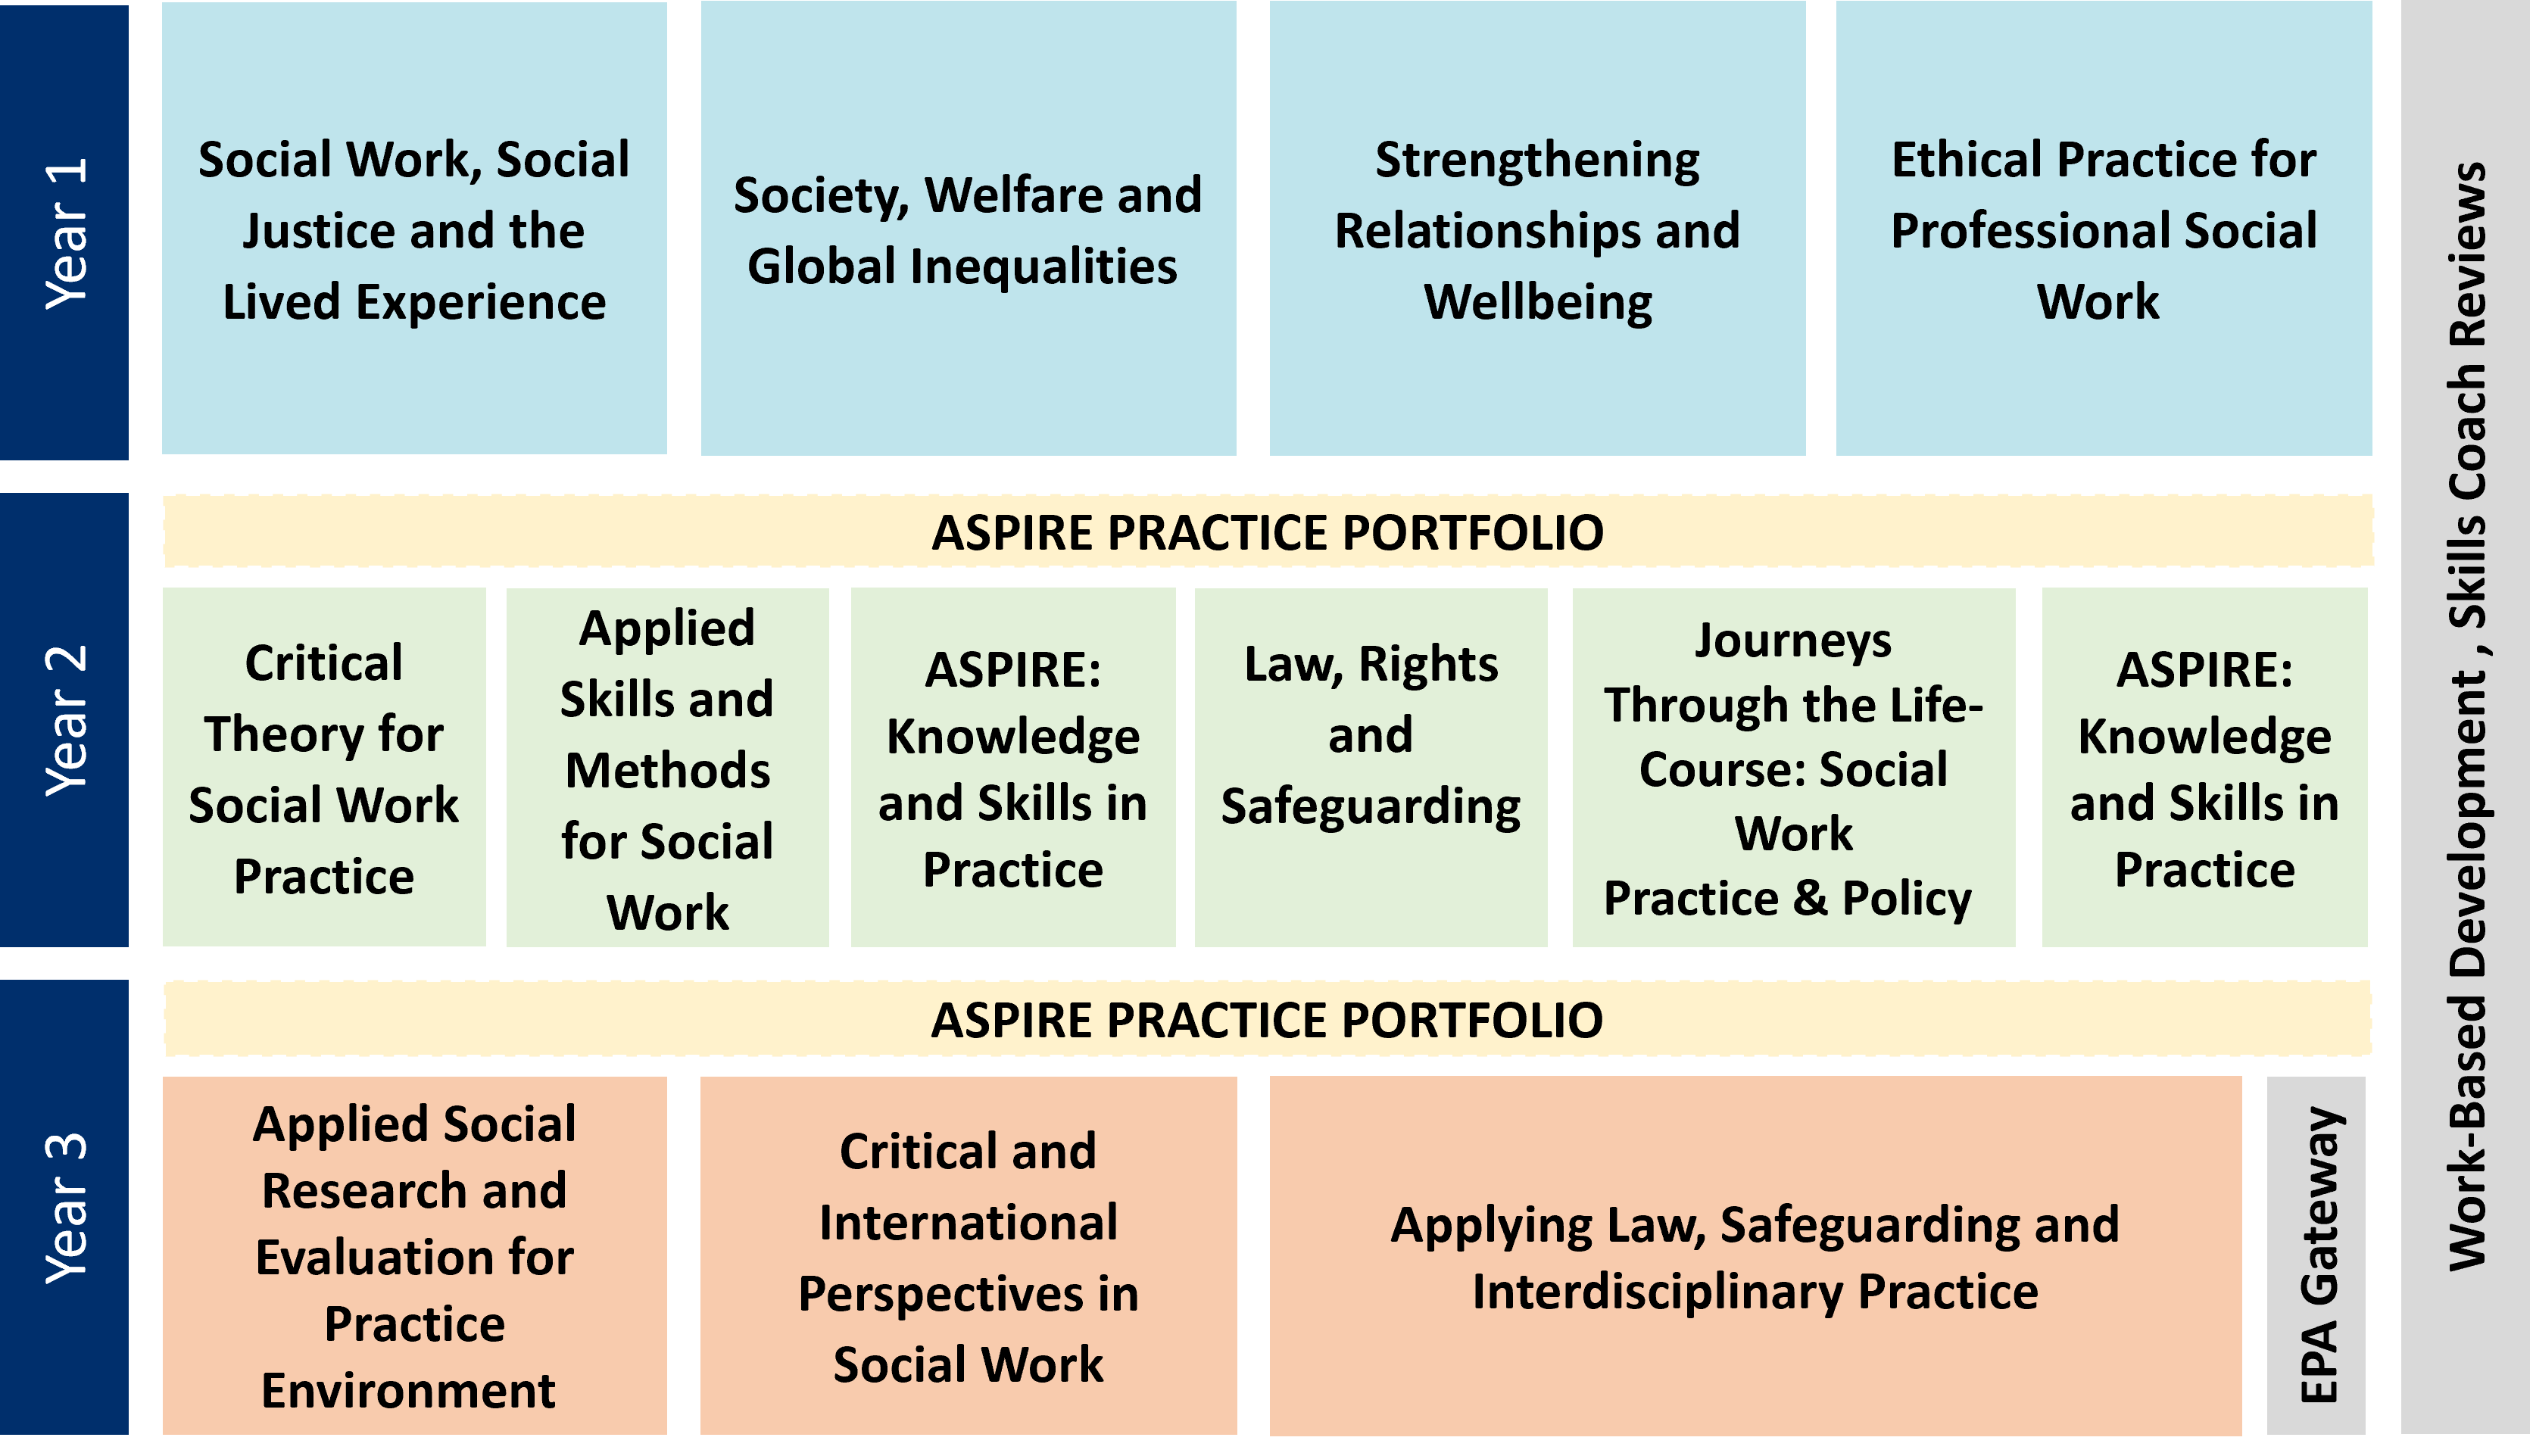 Year 1
Social Work, Social
Justice and the
Lived Experience
Society, Welfare and
Global Inequalities
Strengthening
Relationships and
Wellbeing
Ethical Practice for
Professional Social
Work
Year 2
ASPIRE PRACTICE PORTFOLIO
Critical
Theory for
Social Work
Practice
Applied
Skills and
Methods
for Social
Work
ASPIRE:
Knowledge
and Skills in
Practice
Law, Rights
and
Safeguarding
Journeys
Through the Life-
Course: Social
Work
Practice & Policy
ASPIRE:
Knowledge
and Skills in
Practice
Year 3
ASPIRE PRACTICE PORTFOLIO
Applied Social
Research and
Evaluation for
Practice
Environment
Critical and
International
Perspectives in
Social Work
Applying Law, Safeguarding and
Interdisciplinary Practice
EPA Gateway
Work-Based Development , Skills Coach Reviews